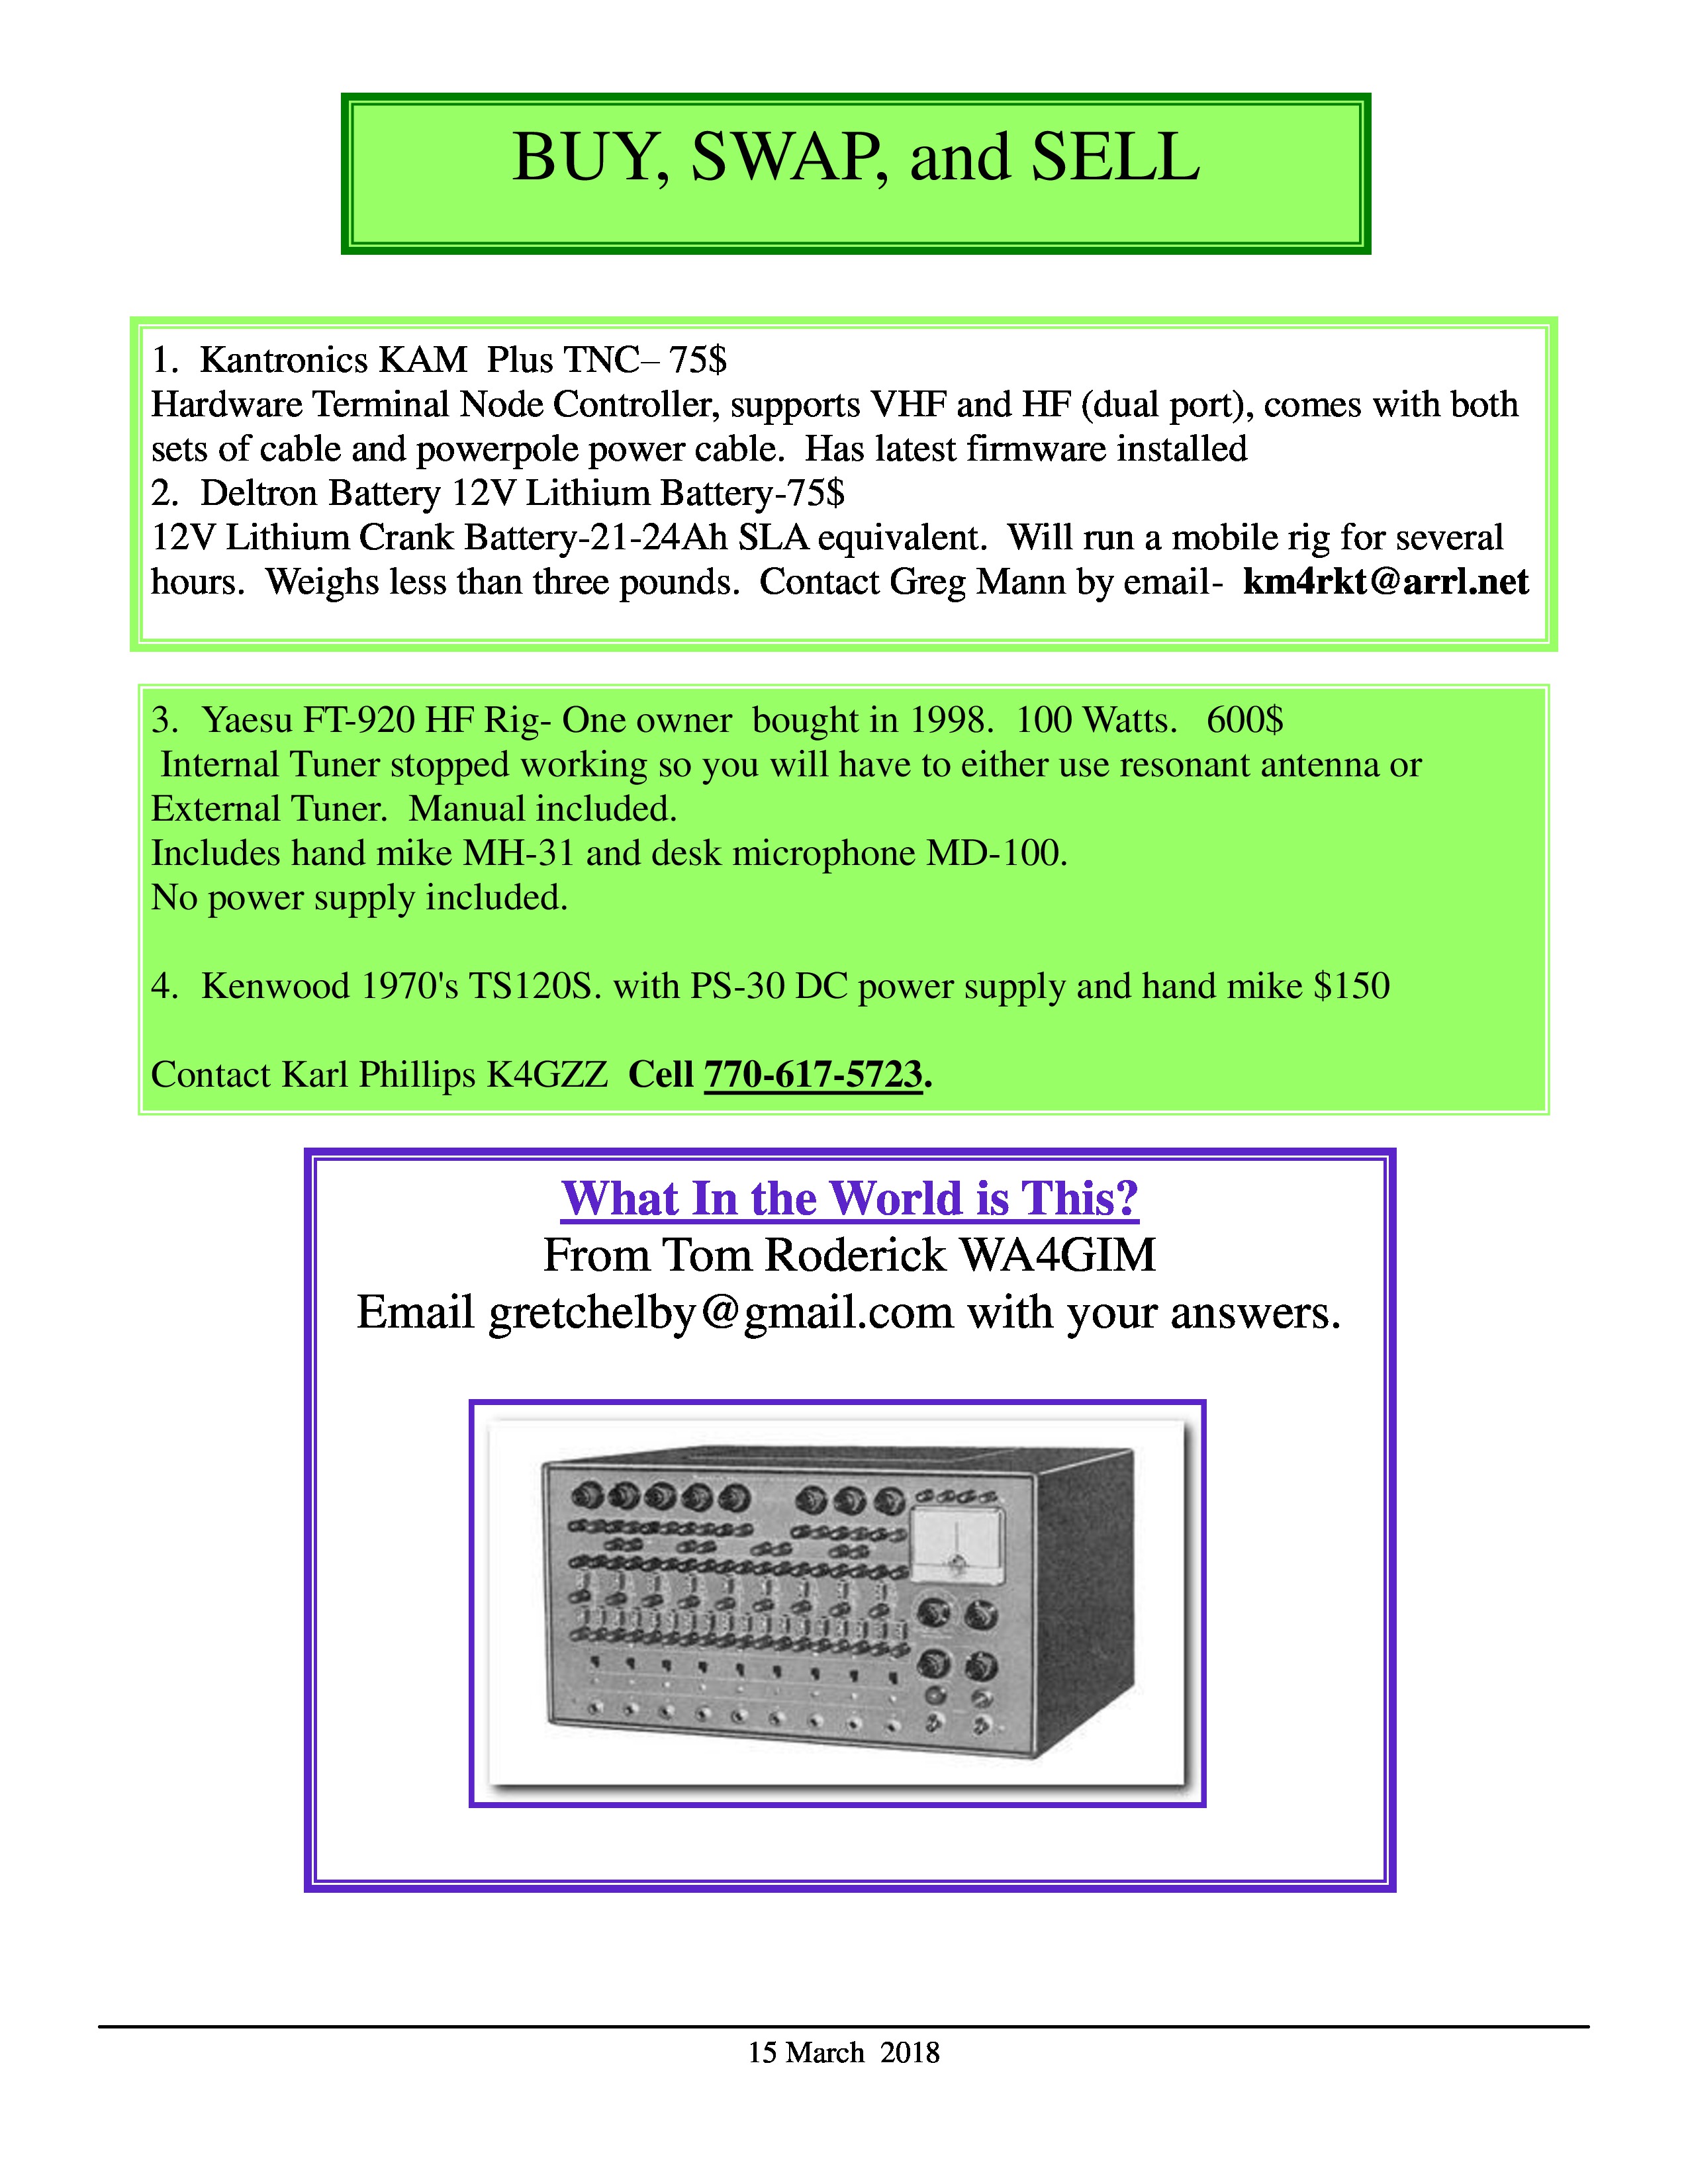 BUY, SWAP, and SELL
1.  Kantronics KAM  Plus TNC– 75$
Hardware Terminal Node Controller, supports VHF and HF (dual port), comes with both
sets of cable and powerpole power cable.  Has latest firmware installed
2.  Deltron Battery 12V Lithium Battery-75$
12V Lithium Crank Battery-21-24Ah SLA equivalent.  Will run a mobile rig for several
hours.  Weighs less than three pounds.  Contact Greg Mann by email-  km4rkt@arrl.net
3.  Yaesu FT-920 HF Rig- One owner  bought in 1998.  100 Watts.   600$
Internal Tuner stopped working so you will have to either use resonant antenna or
External Tuner.  Manual included.
Includes hand mike MH-31 and desk microphone MD-100.
No power supply included.
4.  Kenwood 1970's TS120S. with PS-30 DC power supply and hand mike $150
Contact Karl Phillips K4GZZ  Cell 770-617-5723.
What In the World is This?
From Tom Roderick WA4GIM
Email gretchelby@gmail.com with your answers.
15 March  2018